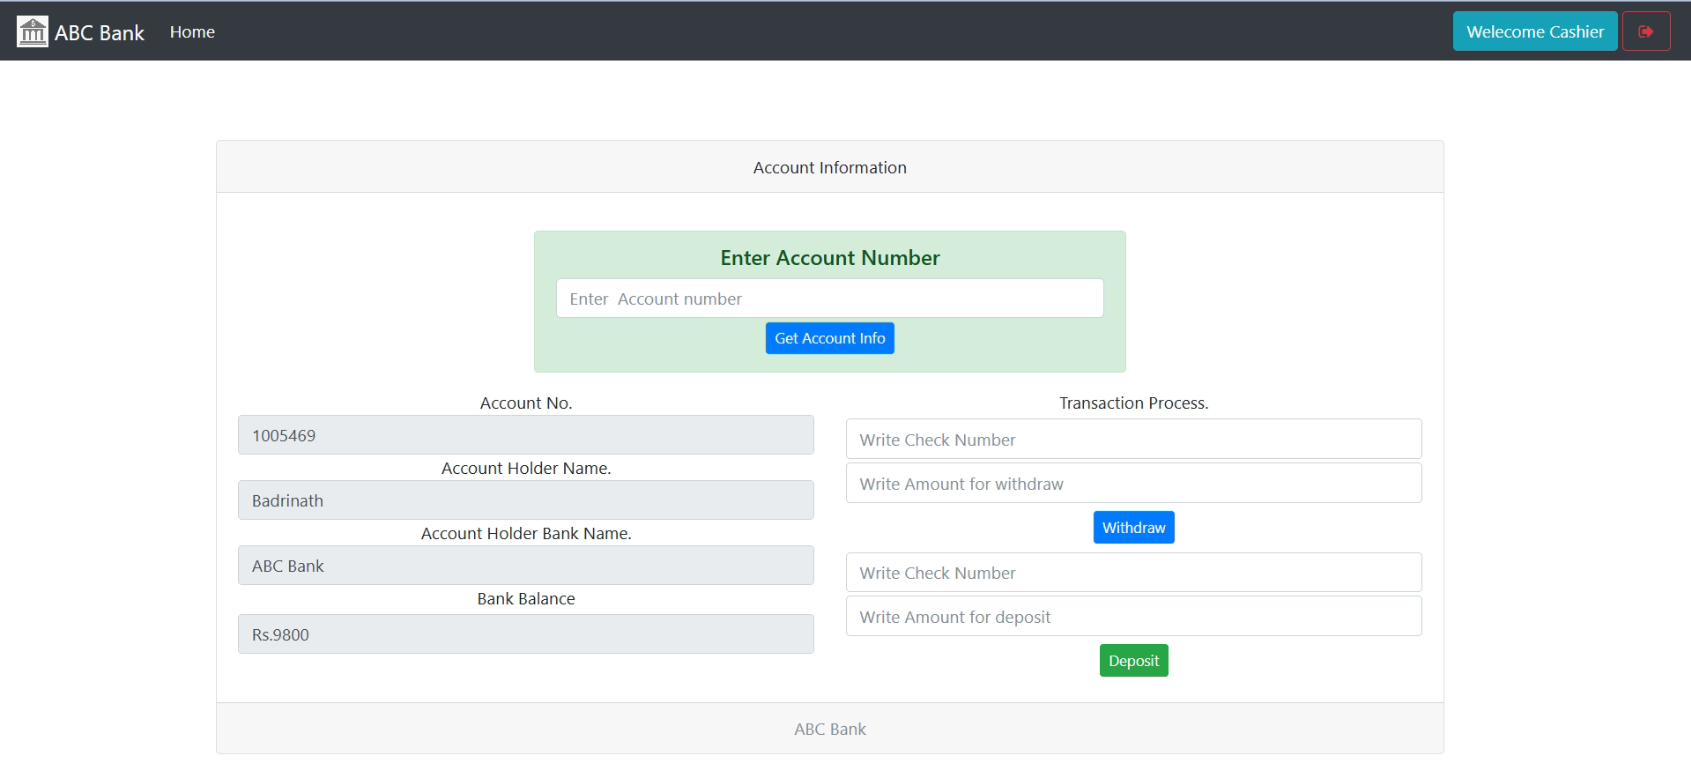 ABC Bank Home Welecome Cashier
Account Information
Enter Account Number
Enter  Account number
Get Account Info
Account No.
1005469
Account Holder Name.
Badrinath
Account Holder Bank Name.
ABC Bank
Bank Balance
Rs.9800
Transaction Process.
Write Check Number
Write Amount for withdraw
Withdraw
Write Check Number
Write Amount for deposit
Deposit
ABC Bank